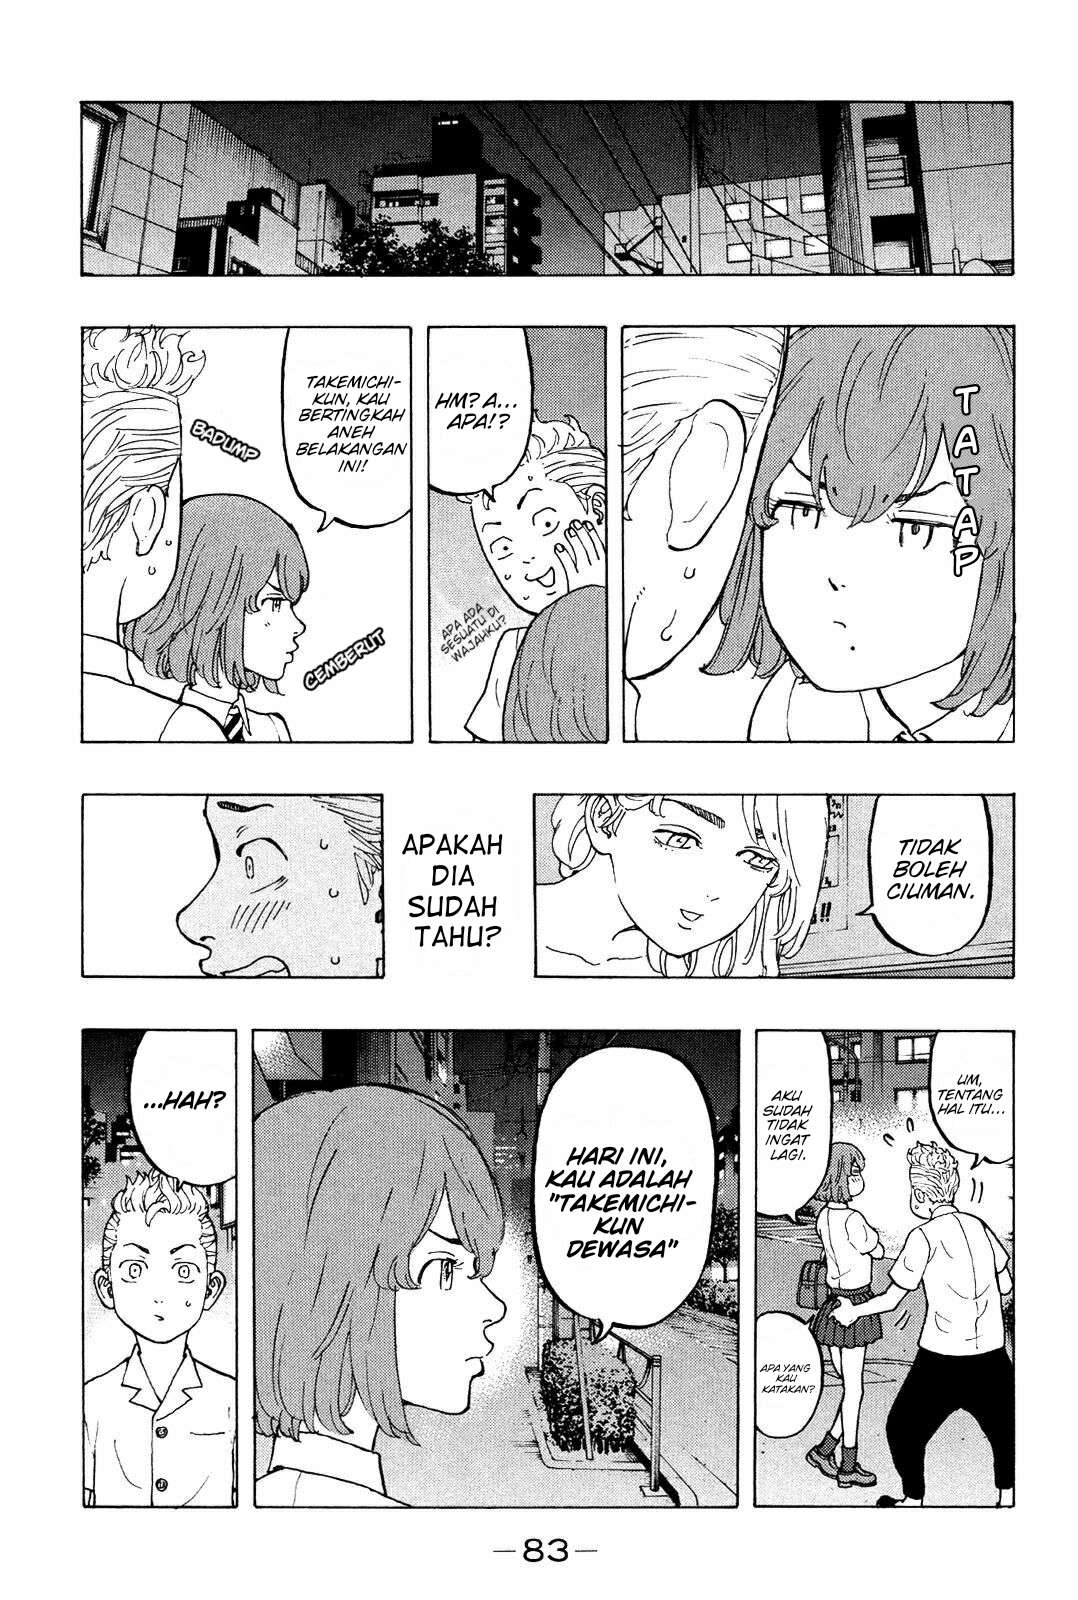 TATAP
HM? A...
APA!?
APA ADA
SESUATU DI
WAJAHKU?
TAKEMICHI-
KUN, KAU
BERTINGKAH
ANEH
BELAKANGAN
INI!
BADUMP
CEMBERUT
TIDAK
BOLEH
CIUMAN.
!!
APAKAH
DIA
SUDAH
TAHU?
UM,
TENTANG
HAL ITU...
AKU
SUDAH
TIDAK
INGAT
LAGI.
APA YANG
KAU
KATAKAN?
HARI INI,
KAU ADALAH
"TAKEMICHI-
KUN
DEWASA"
...HAH?
—83—